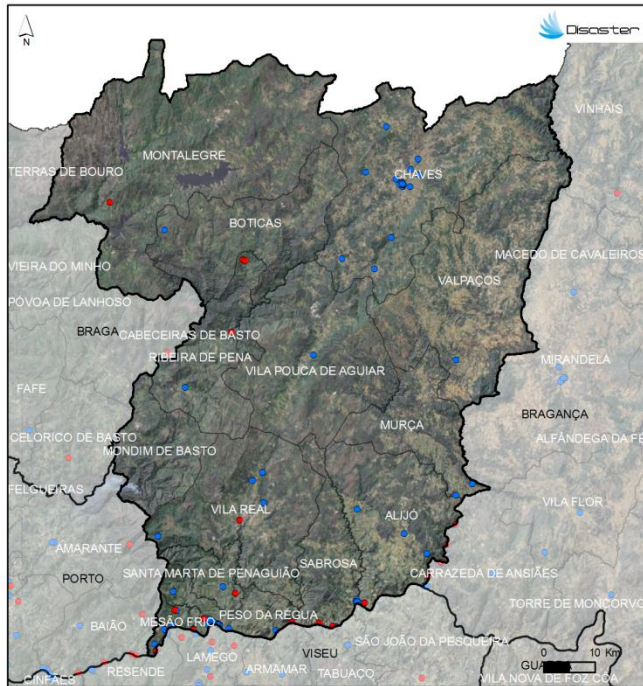 Disaster
N
VINHAIS
MONTALEGRE
TERRAS DE BOURO
CHAVES
BOTICAS
MACEDO DE CAVALEIROS
VIEIRA DO MINHO
VALPAÇOS
PÓVOA DE LANHOSO
BRAGA
CABECEIRAS DE BASTO
RIBEIRA DE PENA
MIRANDELA
VILA POUCA DE AGUIAR
FAFE
BRAGANÇA
MURÇA
CELORICO DE BASTO
ALFÂNDEGA DA FE
MONDIM DE BASTO
FELGUEIRAS
VILA FLOR
VILA REAL
ALIJÓ
AMARANTE
SABROSA
CARRAZEDA DE ANSIÃES
SANTA MARTA DE PENAGUIÃO
PORTO
TORRE DE MONCORVO
MESÃO FRIO
PESO DA RÉGUA
BAIÃO
SÃO JOÃO DA PESQUEIRA
VISEU
LAMEGO
0 10 Km
RESENDE
ARMAMAR
TABUAÇO
GUARDA
CINFÃES
VILA NOVA DE FOZ CÔA